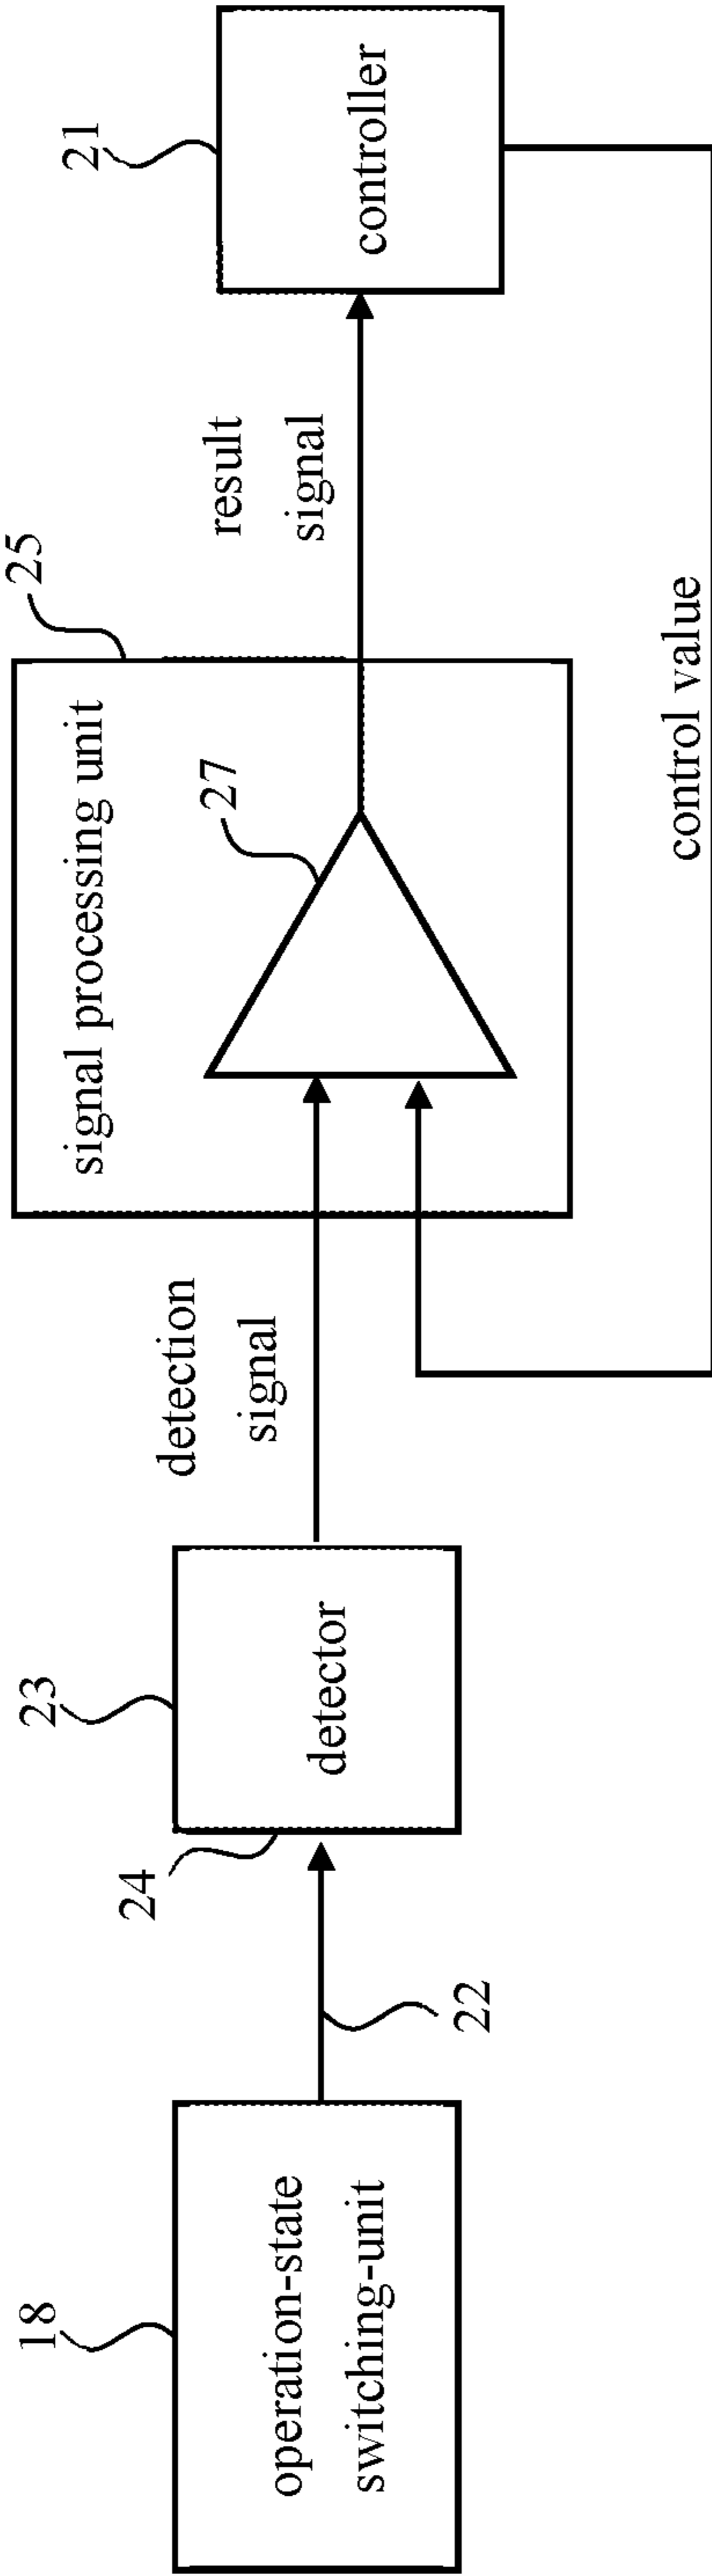 18
operation-state
switching-unit
22
24
23
detector
detection
signal
25
signal processing unit
27
result
signal
21
controller
control value